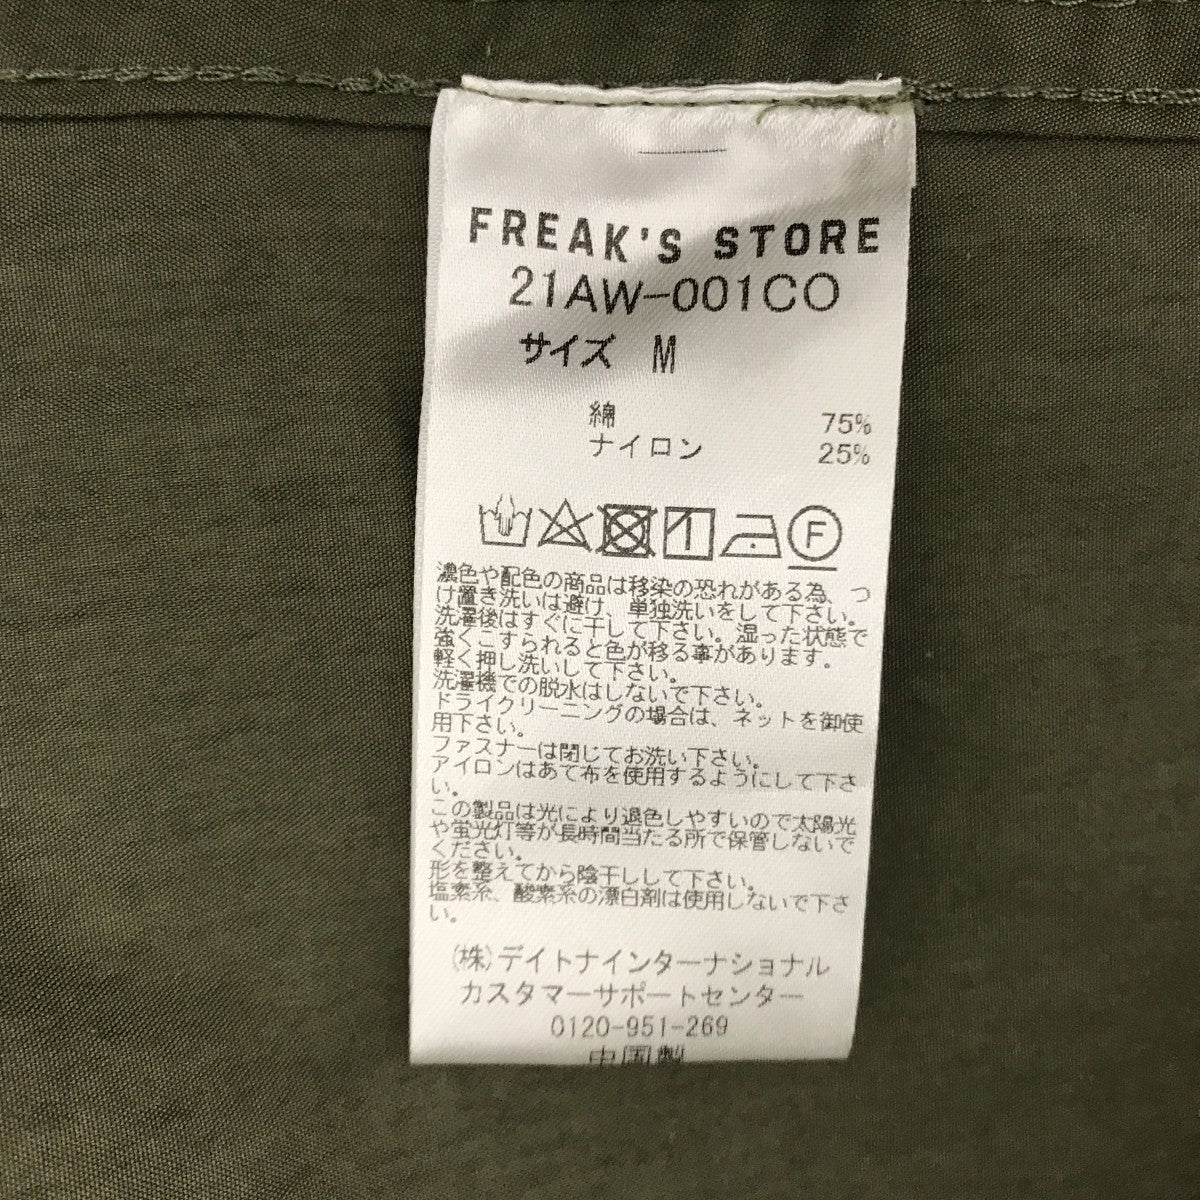 FREAK'S STORE
21AW-001CO
サイズ M
綿 75%
ナイロン 25%
F
濃色や配色の商品は移染の恐れがある為、つ
け置き洗いは避け、単独洗いをして下さい。
洗濯後はすぐに干して下さい。湿った状態で
強くこすられると色が移る事があります。
軽く押し洗いして下さい。
洗濯機での脱水はしないで下さい。
ドライクリーニングの場合は、ネットを御使
用下さい。
ファスナーは閉じてお洗い下さい。
アイロンはあて布を使用するようにして下さ
い。
この製品は光により退色しやすいので太陽光
や蛍光灯等が長時間当たる所で保管しないで
ください。
形を整えてから陰干しして下さい。
塩素系、酸素系の漂白剤は使用しないで下さ
い。
(株)デイトナインターナショナル
カスタマーサポートセンター
0120-951-269
中国製